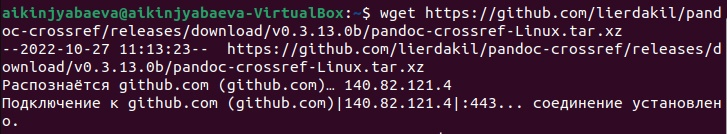 aikinjyabaeva@aikinjyabaeva-VirtualBox:~$ wget https://github.com/lierdakil/pand
oc-crossref/releases/download/v0.3.13.0b/pandoc-crossref-Linux.tar.xz
--2022-10-27 11:13:23--  https://github.com/lierdakil/pandoc-crossref/releases/d
ownload/v0.3.13.0b/pandoc-crossref-Linux.tar.xz
Распознаётся github.com (github.com)… 140.82.121.4
Подключение к github.com (github.com)|140.82.121.4|:443... соединение установлен
о.